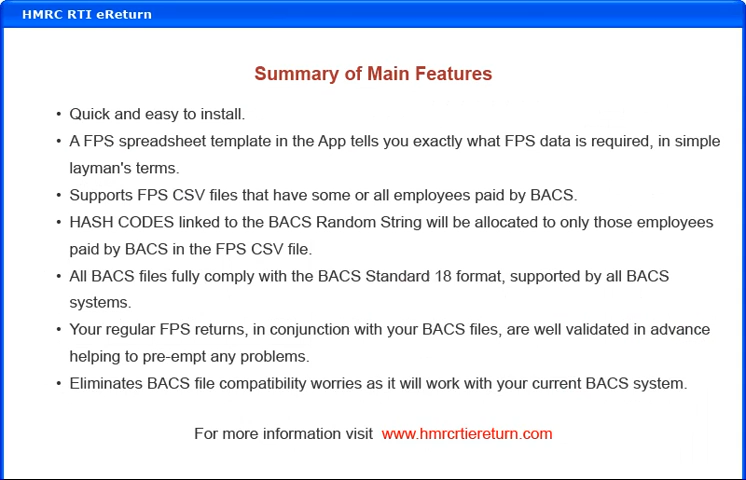 HMRC RTI eReturn
Summary of Main Features
• Quick and easy to install.
• A FPS spreadsheet template in the App tells you exactly what FPS data is required, in simple
layman's terms.
• Supports FPS CSV files that have some or all employees paid by BACS.
• HASH CODES linked to the BACS Random String will be allocated to only those employees
paid by BACS in the FPS CSV file.
• All BACS files fully comply with the BACS Standard 18 format, supported by all BACS
systems.
• Your regular FPS returns, in conjunction with your BACS files, are well validated in advance
helping to pre-empt any problems.
• Eliminates BACS file compatibility worries as it will work with your current BACS system.
For more information visit www.hmrcrtiereturn.com